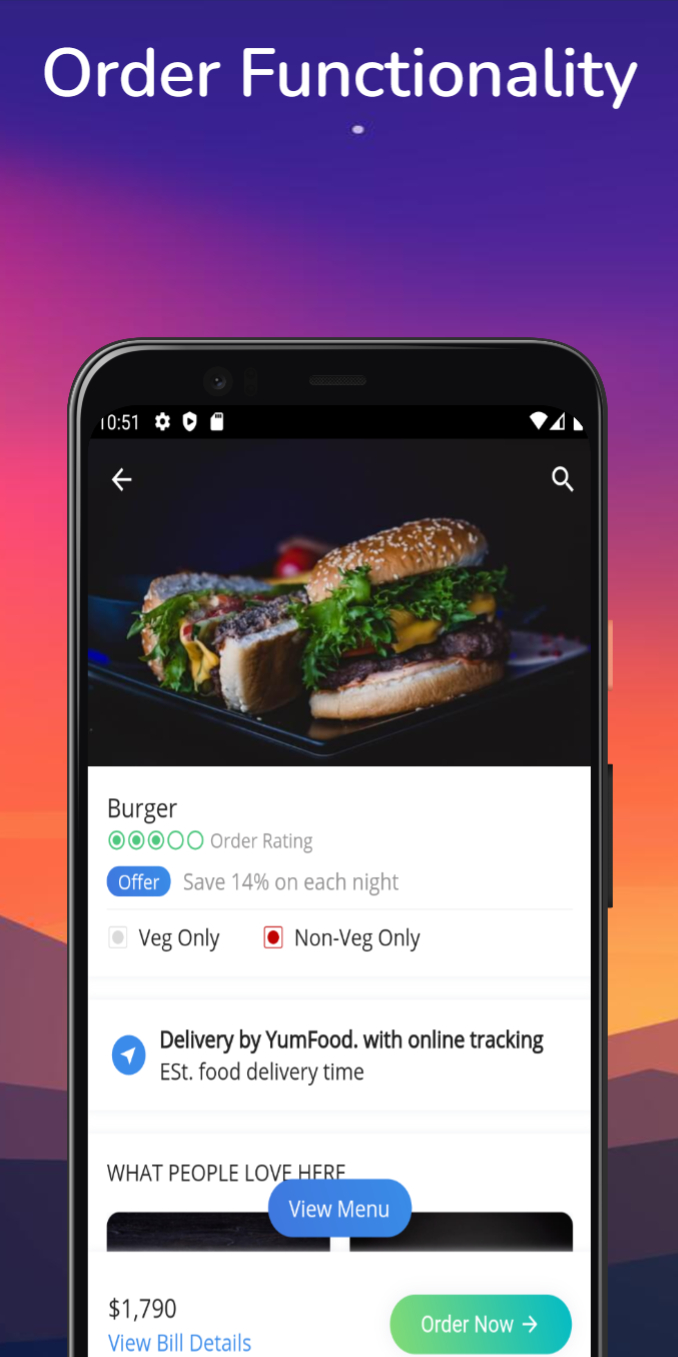 Order Functionality
10:51
Burger
Order Rating
Offer Save 14% on each night
Veg Only Non-Veg Only
Delivery by YumFood. with online tracking
ESt. food delivery time
WHAT PEOPLE LOVE HERE
View Menu
$1,790
Order Now →
View Bill Details